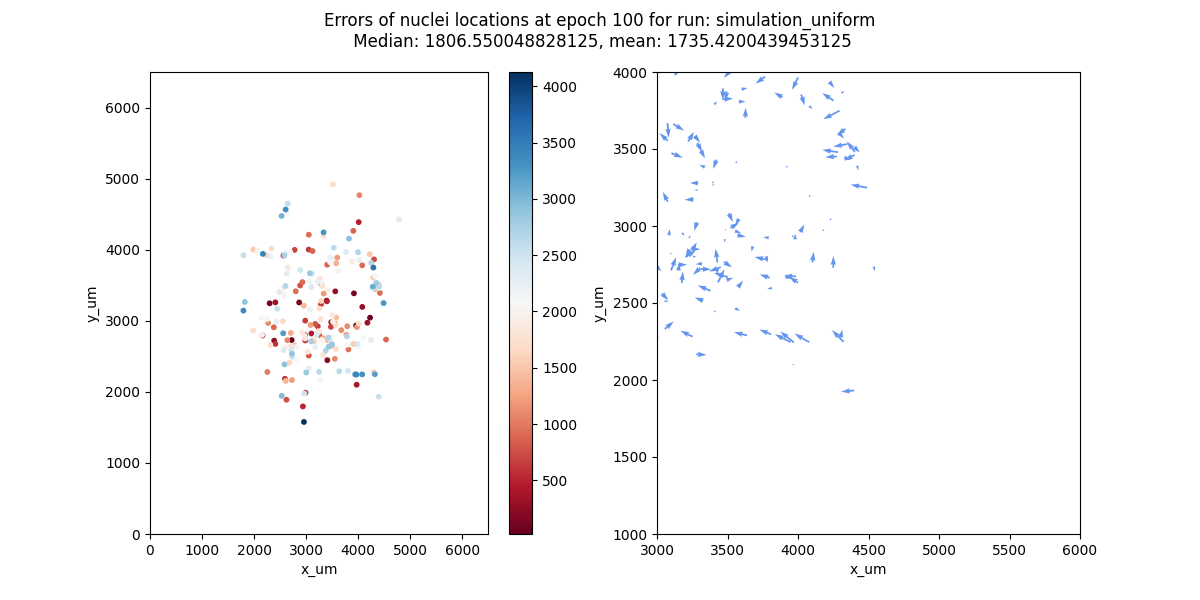 Errors of nuclei locations at epoch 100 for run: simulation_uniform
Median: 1806.550048828125, mean: 1735.4200439453125
6000
5000
4000
3000
2000
1000
0
y_um
0 1000 2000 3000 4000 5000 6000
x_um
4000
3500
3000
2500
2000
1500
1000
500
4000
3500
3000
2500
2000
1500
1000
y_um
3000 3500 4000 4500 5000 5500 6000
x_um